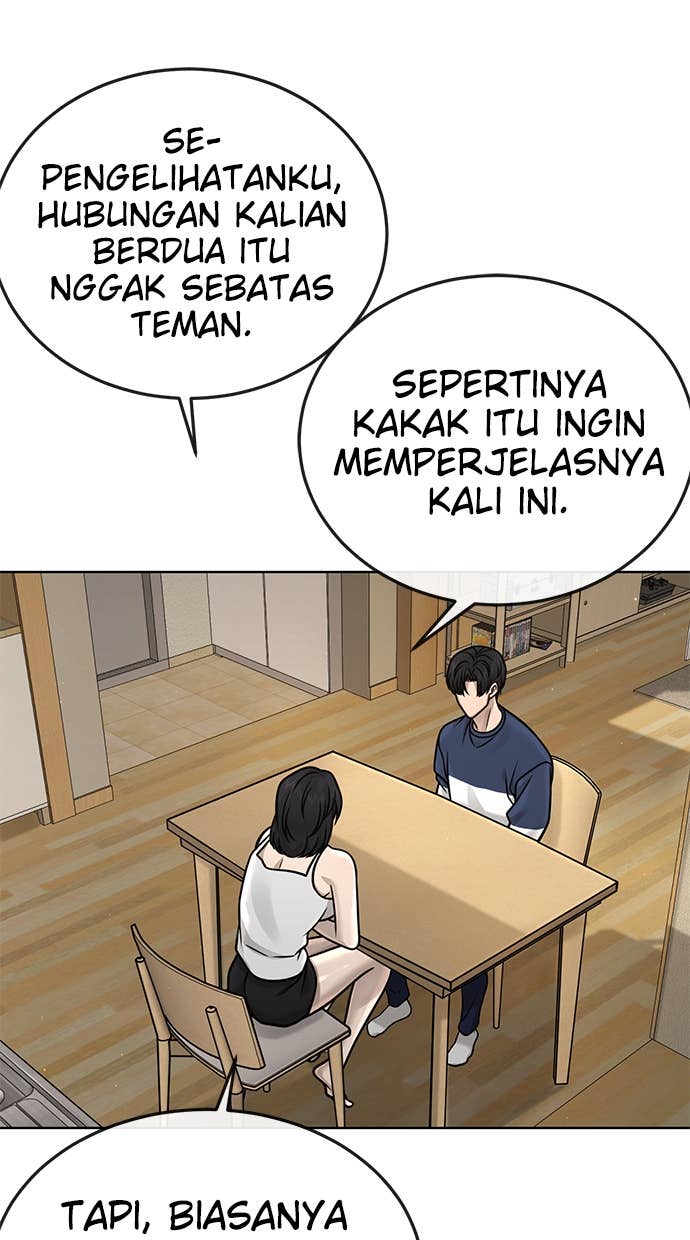 SE-
PENGELIHATANKU,
HUBUNGAN KALIAN
BERDUA ITU
NGGAK SEBATAS
TEMAN.
SEPERTINYA
KAKAK ITU INGIN
MEMPERJELASNYA
KALI INI.
TAPI, BIASANYA